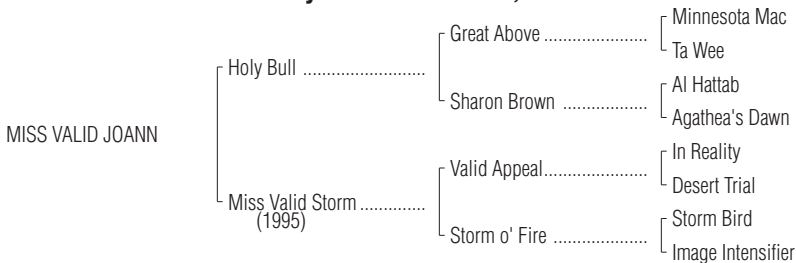 Minnesota Mac
Great Above ......................
Ta Wee
Holy Bull ..........................
Al Hattab
Sharon Brown ..................
Agathea's Dawn
MISS VALID JOANN
In Reality
Valid Appeal......................
Desert Trial
Miss Valid Storm ..............
(1995)
Storm Bird
Storm o' Fire ....................
Image Intensifier